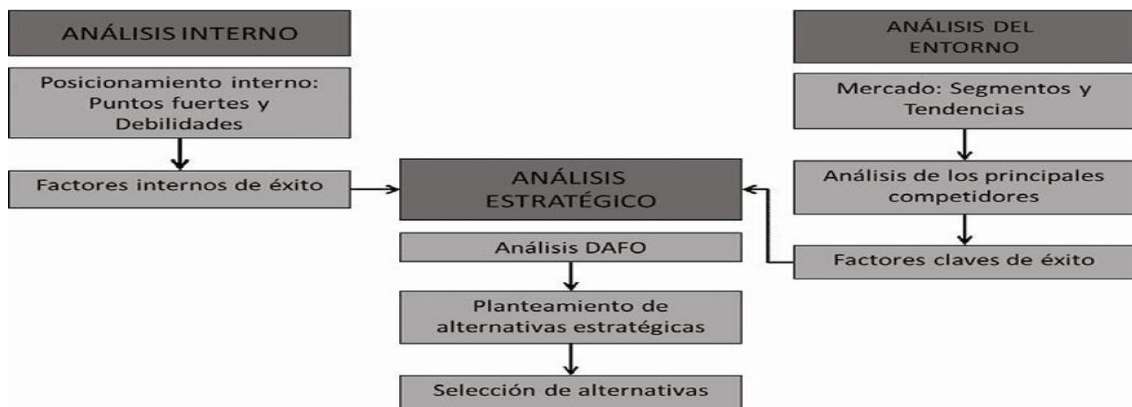 ANÁLISIS INTERNO
Posicionamiento interno:
Puntos fuertes y
Debilidades
Factores internos de éxito
ANÁLISIS
ESTRATÉGICO
Análisis DAFO
Planteamiento de
alternativas estratégicas
Selección de alternativas
ANÁLISIS DEL
ENTORNO
Mercado: Segmentos y
Tendencias
Análisis de los principales
competidores
Factores claves de éxito